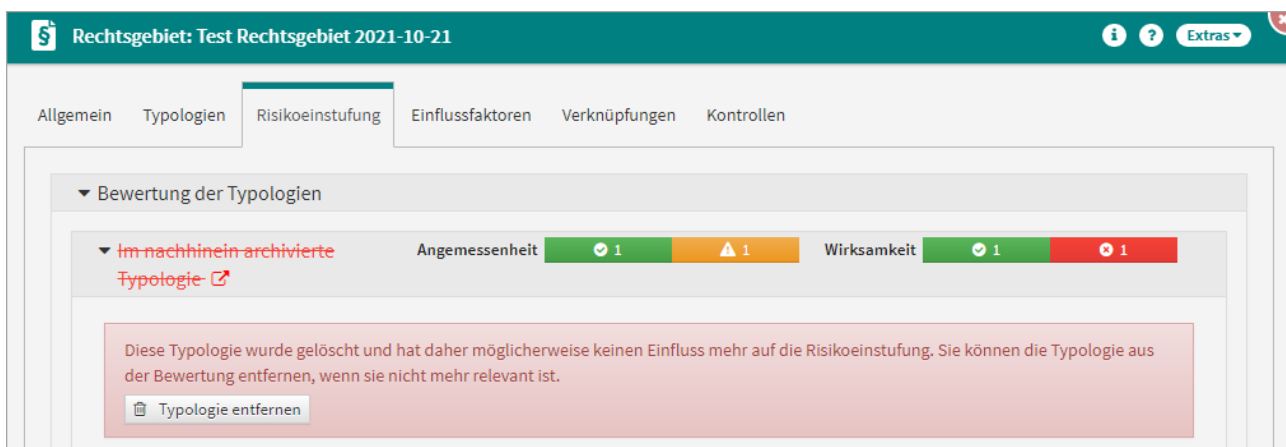 Rechtsgebiet: Test Rechtsgebiet 2021-10-21 i ? Extras
Allgemein Typologien Risikoeinstufung Einflussfaktoren Verknüpfungen Kontrollen
Bewertung der Typologien
Im nachhinein archivierte Angemessenheit 1 1 Wirksamkeit 1 1
Typologie
Diese Typologie wurde gelöscht und hat daher möglicherweise keinen Einfluss mehr auf die Risikoeinstufung. Sie können die Typologie aus
der Bewertung entfernen, wenn sie nicht mehr relevant ist.
Typologie entfernen